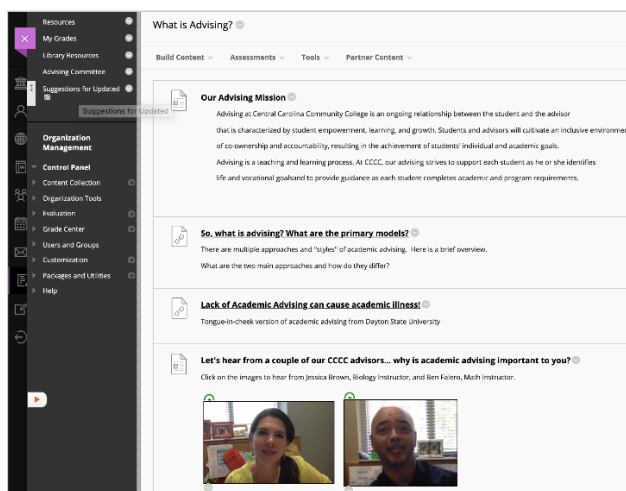 Resources
My Grades
Library Resources
Advising Committee
Suggestions for Updated
Suggestions for Updated
Organization
Management
Control Panel
Content Collection
Organization Tools
Evaluation
Grade Center
Users and Groups
Customization
Packages and Utilities
Help
What is Advising?
Build Content
Assessments
Tools
Partner Content
Our Advising Mission
Advising at Central Carolina Community College is an ongoing relationship between the student and the advisor
that is characterized by student empowerment, learning, and growth. Students and advisors will cultivate an inclusive environme
of co-ownership and accountability, resulting in the achievement of students' individual and academic goals.
Advising is a teaching and learning process. At CCCC, our advising strives to support each student as he or she identifies
life and vocational goalsand to provide guidance as each student completes academic and program requirements.
So, what is advising? What are the primary models?
There are multiple approaches and "styles" of academic advising. Here is a brief overview.
What are the two main approaches and how do they differ?
Lack of Academic Advising can cause academic illness!
Tongue-in-cheek version of academic advising from Dayton State University
Let's hear from a couple of our CCCC advisors... why is academic advising important to you?
Click on the images to hear from Jessica Brown, Biology Instructor, and Ben Falero, Math Instructor.